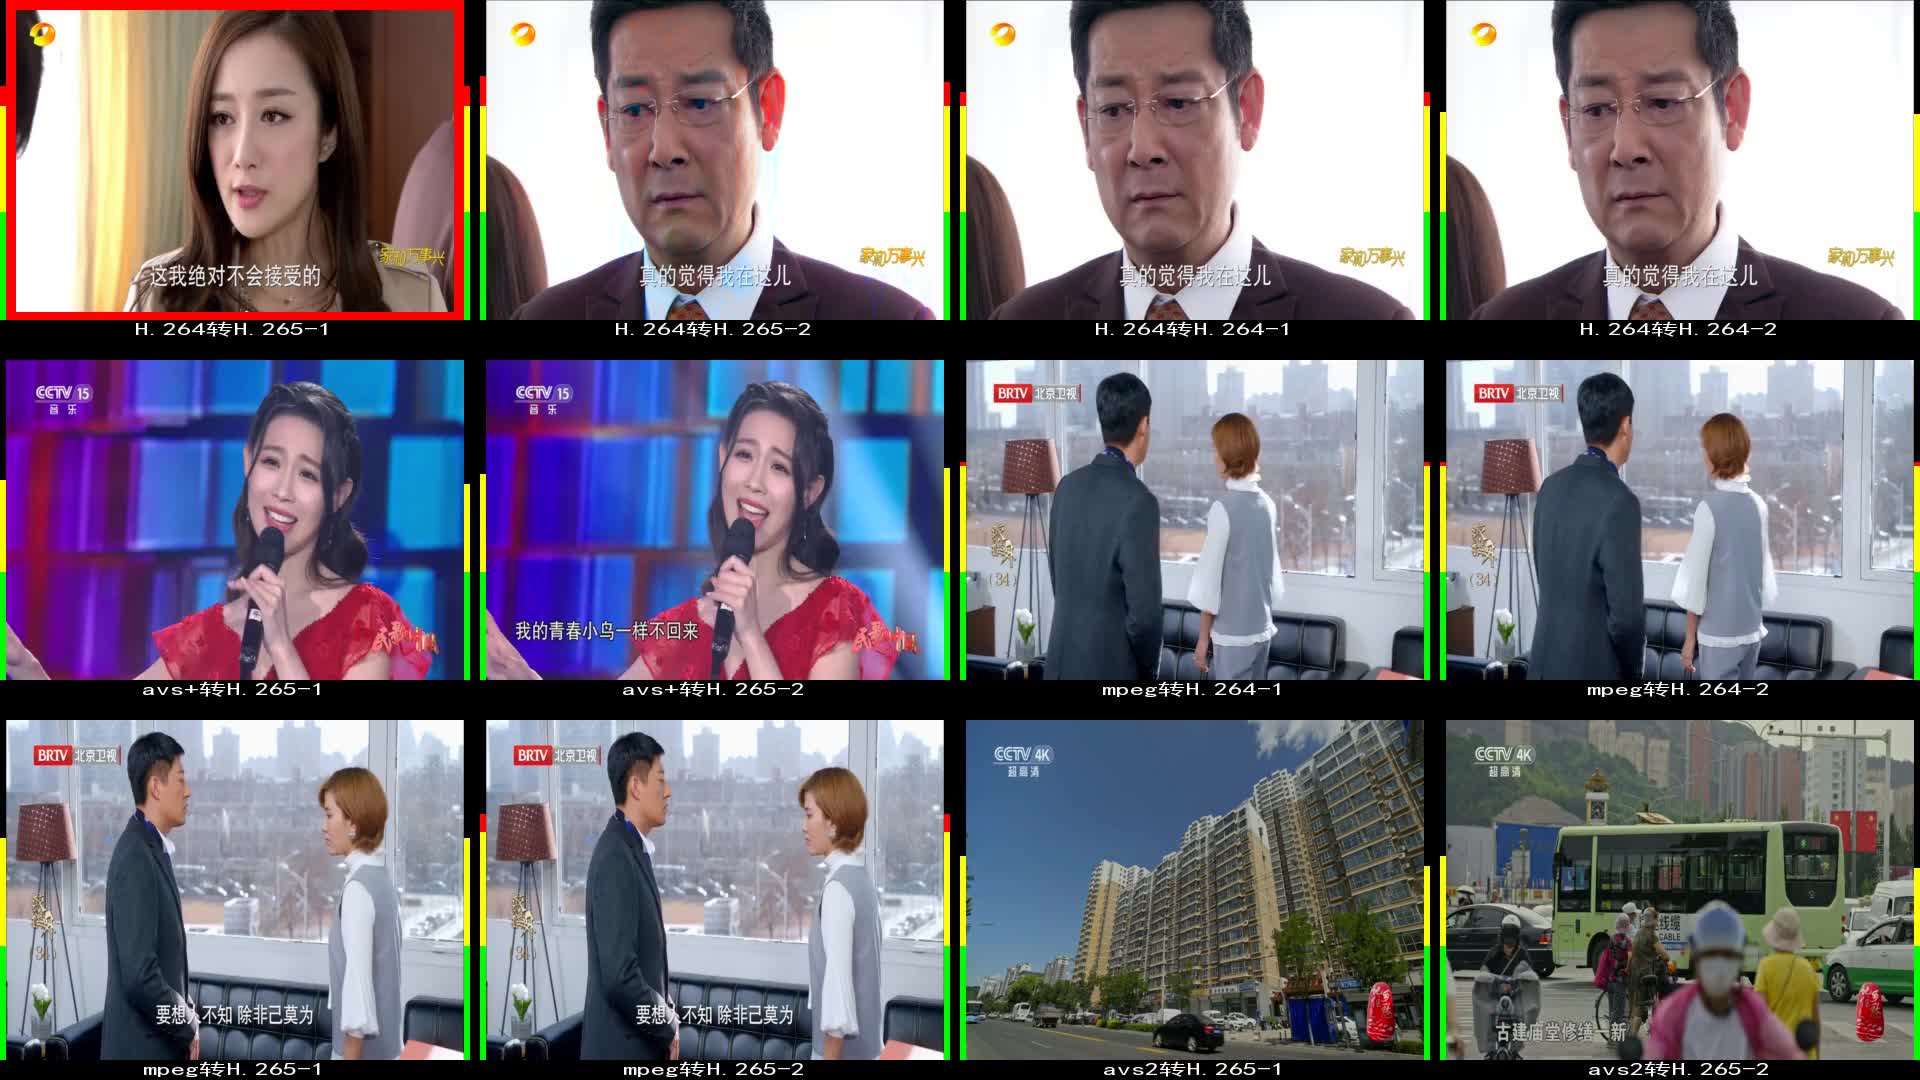 这我绝对不会接受的
家和万事兴
真的觉得我在这儿
家和万事兴
真的觉得我在这儿
家和万事兴
真的觉得我在这儿
家和万事兴
H. 264转H. 265-1
H. 264转H. 265-2
H. 264转H. 264-1
H. 264转H. 264-2
CCTV 15
音乐
CCTV 15
音乐
我的青春小鸟一样不回来
BRTV 北京卫视
(34)
BRTV 北京卫视
(34)
avs+转H. 265-1
avs+转H. 265-2
mpeg转H. 264-1
mpeg转H. 264-2
BRTV 北京卫视
要想人不知 除非己莫为
BRTV 北京卫视
要想人不知 除非己莫为
CCTV 4K
超高清
CCTV 4K
超高清
CABLE
古建庙堂修缮一新
mpeg转H. 265-1
mpeg转H. 265-2
avs2转H. 265-1
avs2转H. 265-2